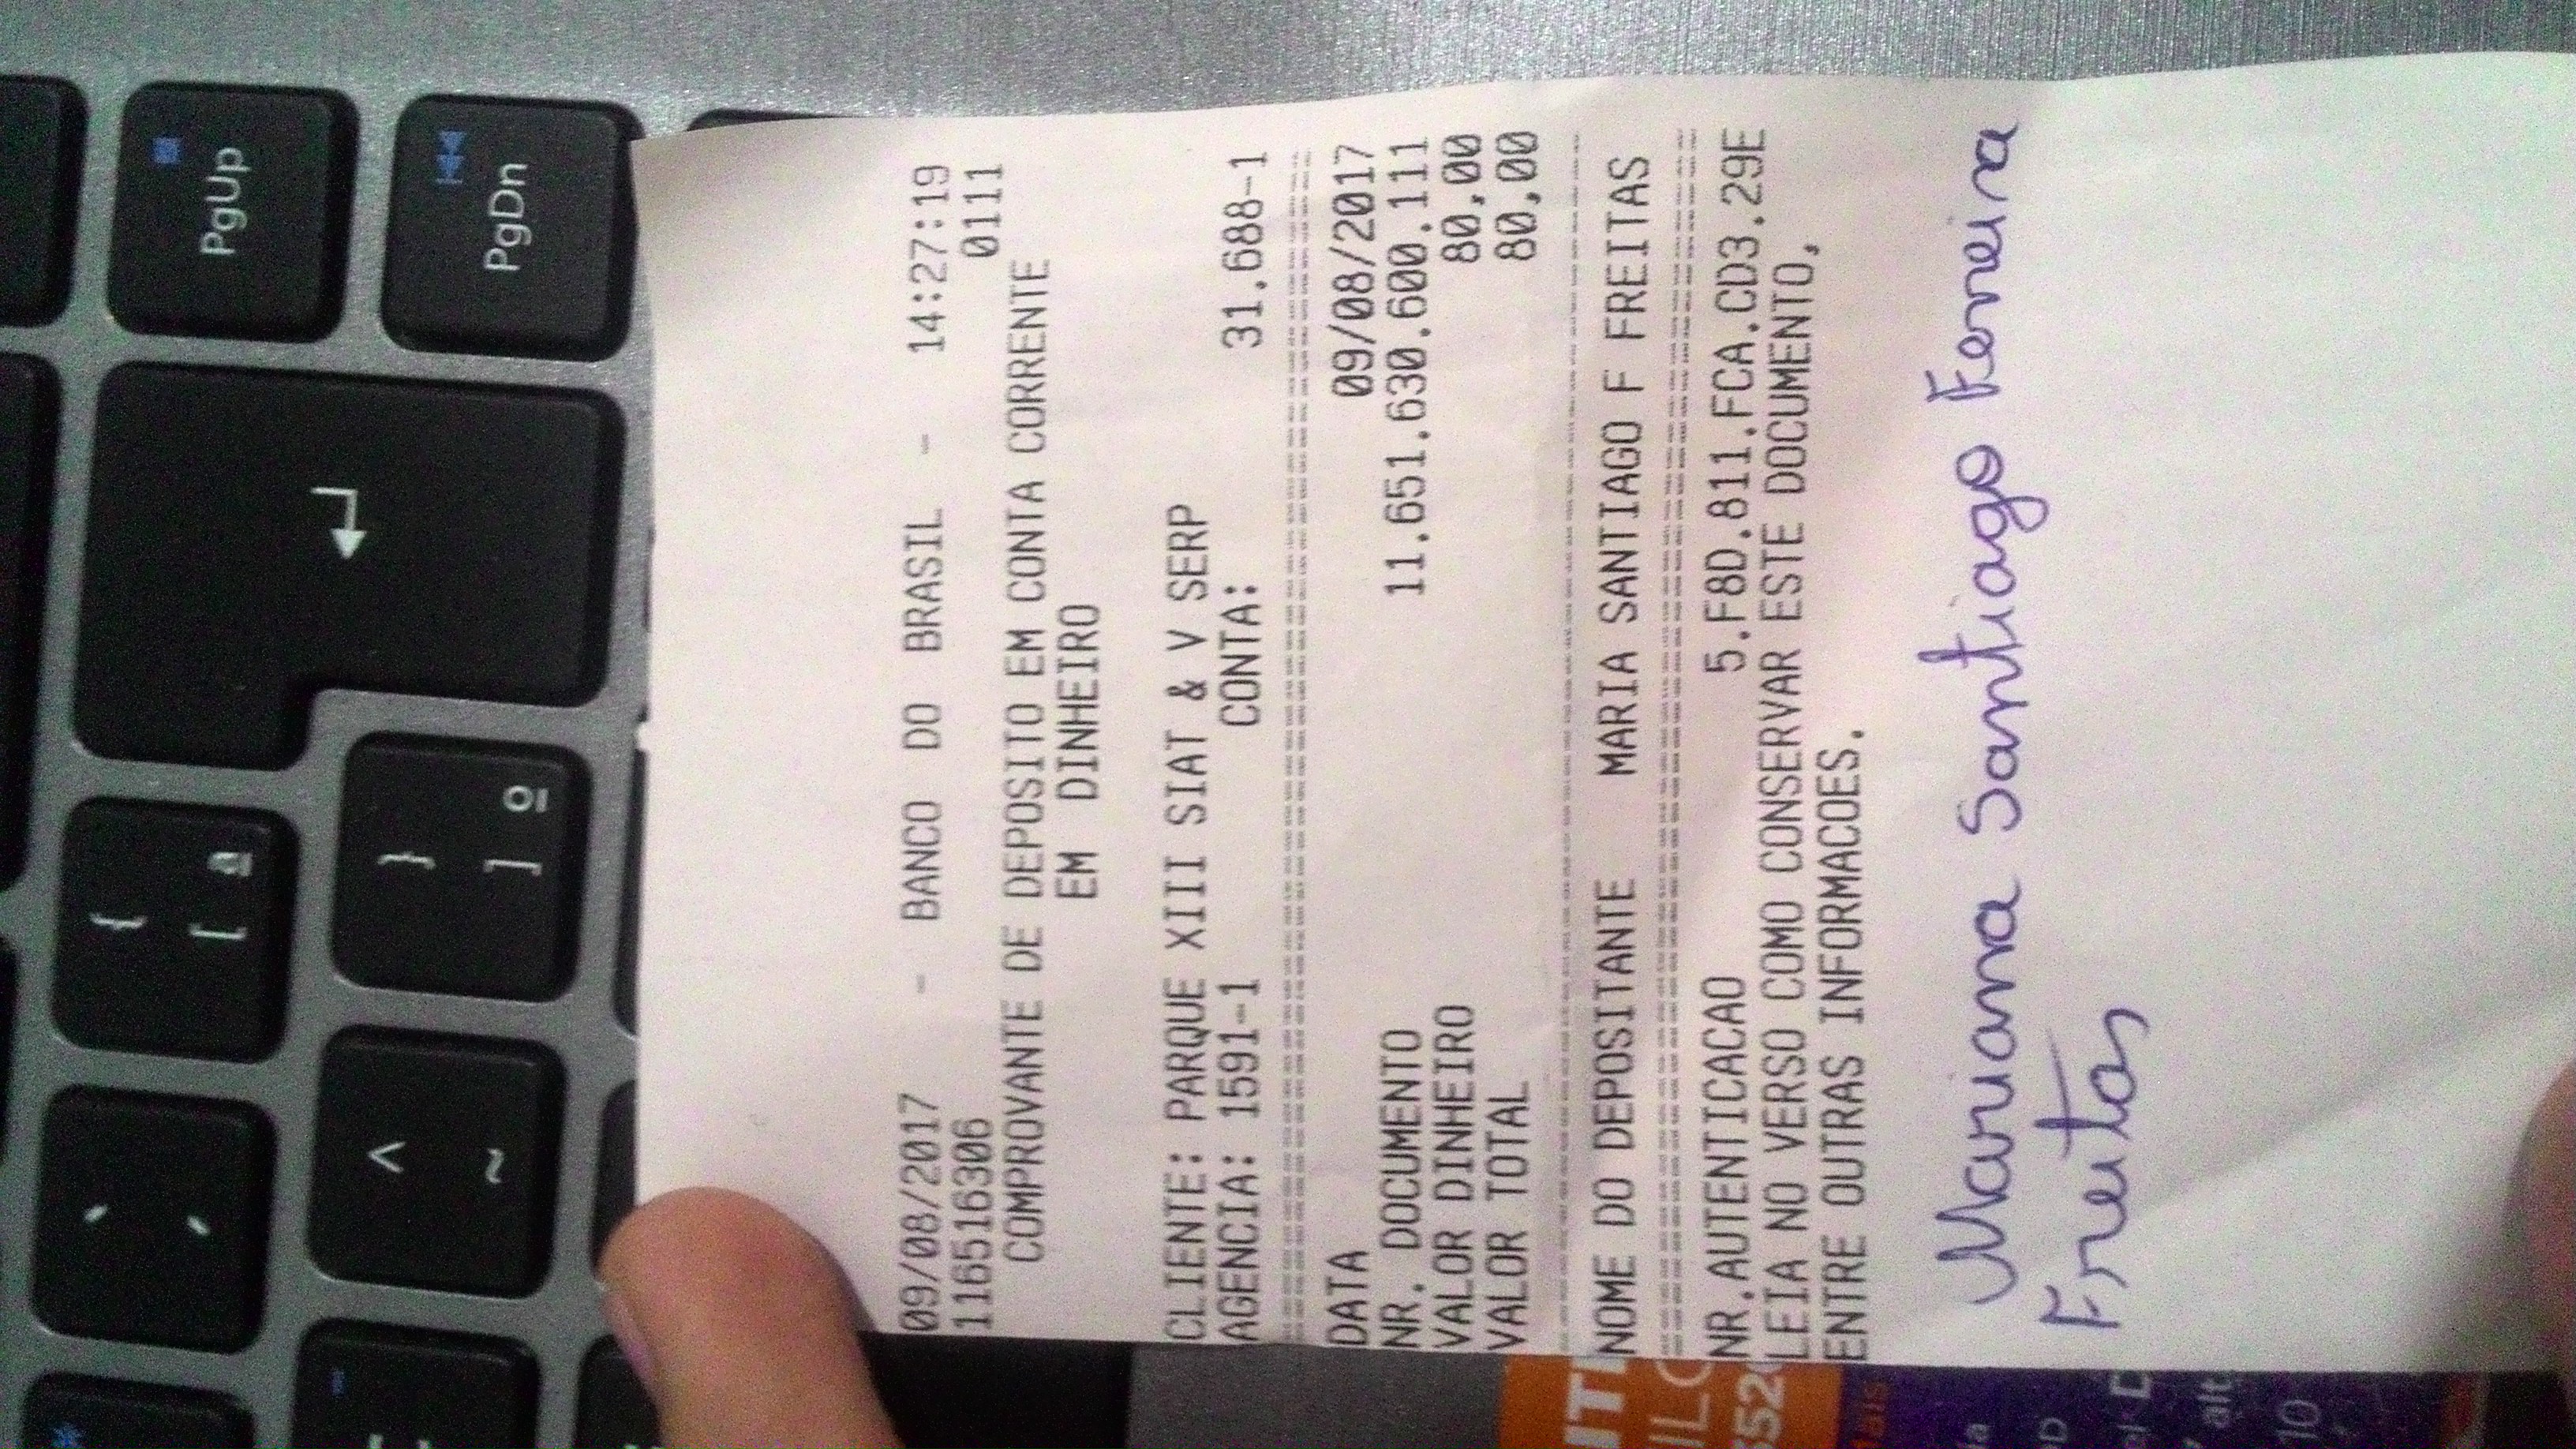 09/08/2017 - BANCO DO BRASIL - 14:27:19
116516306 0111
COMPROVANTE DE DEPOSITO EM CONTA CORRENTE
EM DINHEIRO
CLIENTE: PARQUE XIII SIAT & V SERP
AGENCIA: 1591-1 CONTA: 31.688-1
DATA 09/08/2017
NR. DOCUMENTO 11.651.630.600.111
VALOR DINHEIRO 80,00
VALOR TOTAL 80,00
NOME DO DEPOSITANTE MARIA SANTIAGO F FREITAS
NR.AUTENTICACAO 5.F8D.811.FCA.CD3.29E
LEIA NO VERSO COMO CONSERVAR ESTE DOCUMENTO,
ENTRE OUTRAS INFORMACOES.
Mariana Santiago Ferreira
Freitas
PgUp
PgDn